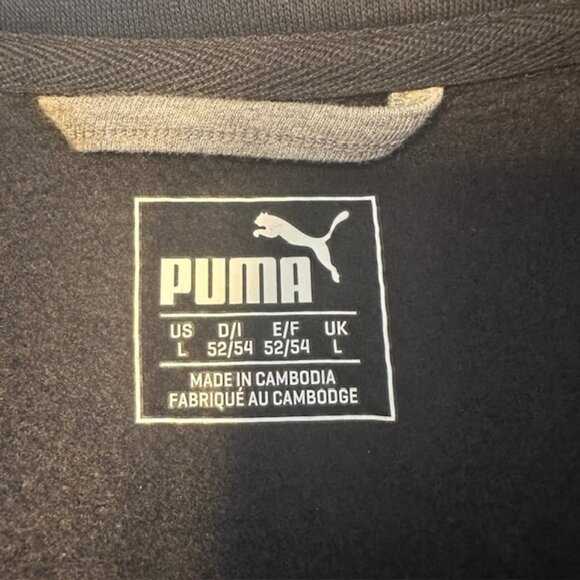 PUMA
US D/I E/F UK
L 52/54 52/54 L
MADE IN CAMBODIA
FABRIQUÉ AU CAMBODGE